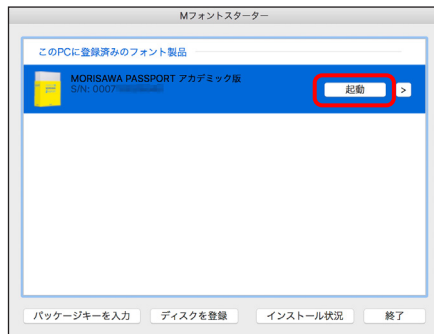 Mフォントスターター
このPCに登録済みのフォント製品
MORISAWA PASSPORT アカデミック版
S/N: 0007
起動
>
パッケージキーを入力
ディスクを登録
インストール状況
終了